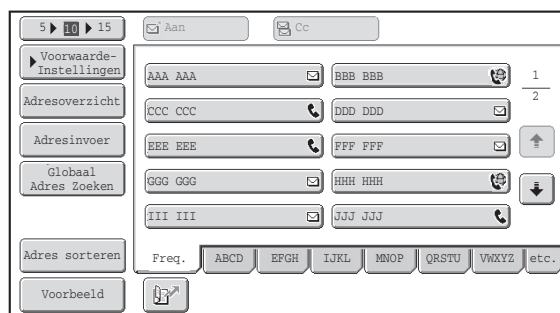 5 10 15
Aan
Cc
Voorwaarde-
Instellingen
Adresoverzicht
Adresinvoer
Globaal
Adres Zoeken
Adres sorteren
Voorbeeld
AAA AAA
BBB BBB
CCC CCC
DDD DDD
EEE EEE
FFF FFF
GGG GGG
HHH HHH
III III
JJJ JJJ
1
2
Freq.
ABCD
EFGH
IJKL
MNOP
QRSTU
VWXYZ
etc.